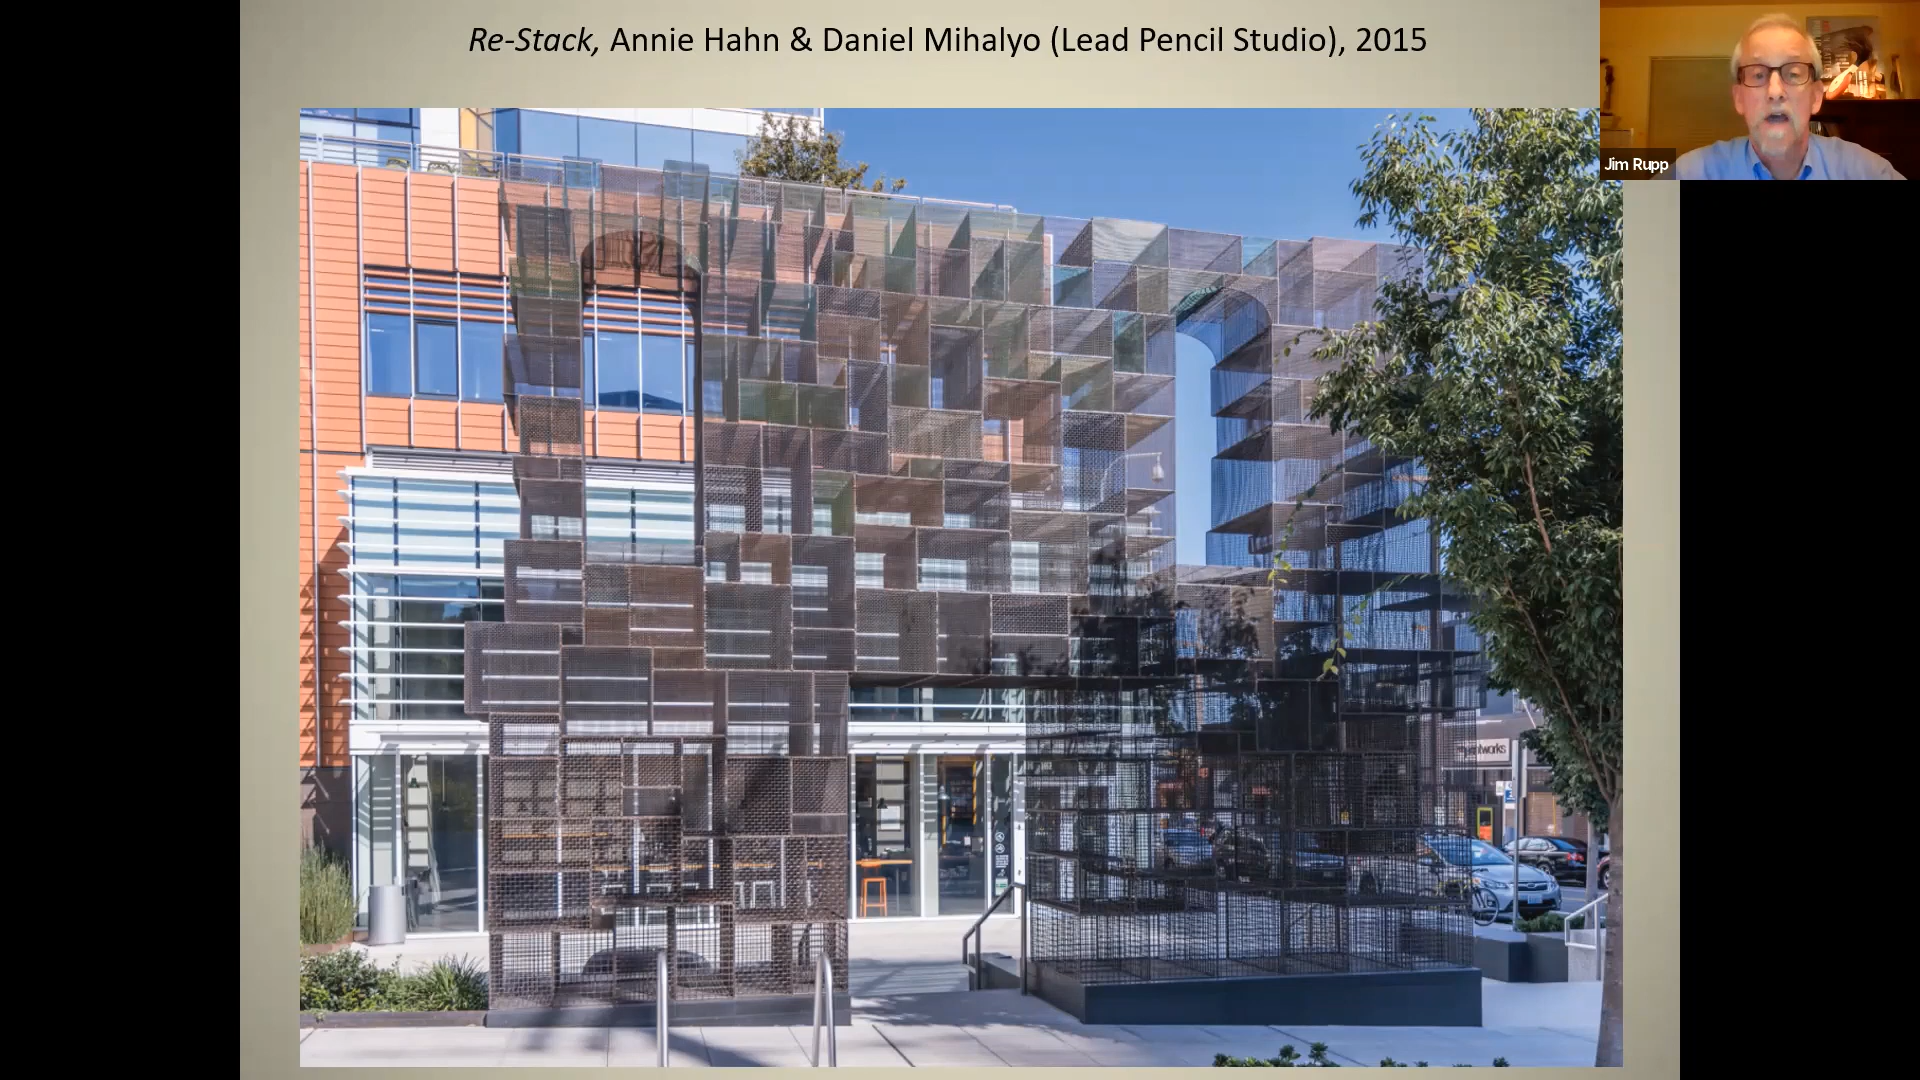 Re-Stack, Annie Hahn & Daniel Mihalyo (Lead Pencil Studio), 2015
Jim Rupp